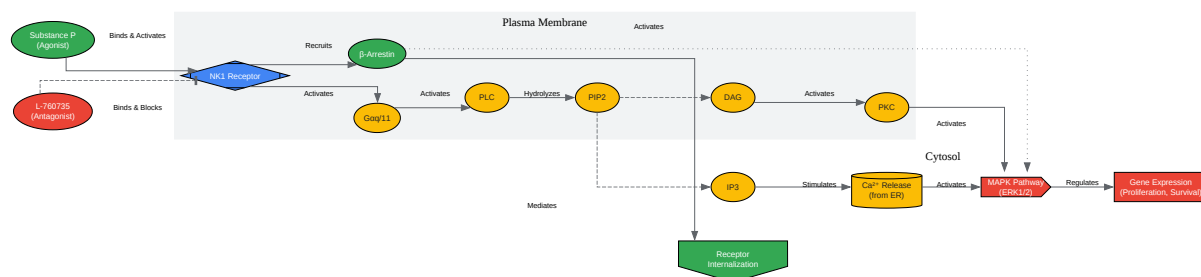 Plasma Membrane
Activates
Substance P
(Agonist)
Binds & Activates
Recruits
β-Arrestin
NK1 Receptor
L-760735
(Antagonist)
Binds & Blocks
Activates
Gαq/11
Activates
PLC
Hydrolyzes
PIP2
DAG
Activates
PKC
Activates
Cytosol
IP3
Stimulates
Ca²⁺ Release
(from ER)
Activates
MAPK Pathway
(ERK1/2)
Regulates
Gene Expression
(Proliferation, Survival)
Mediates
Receptor
Internalization